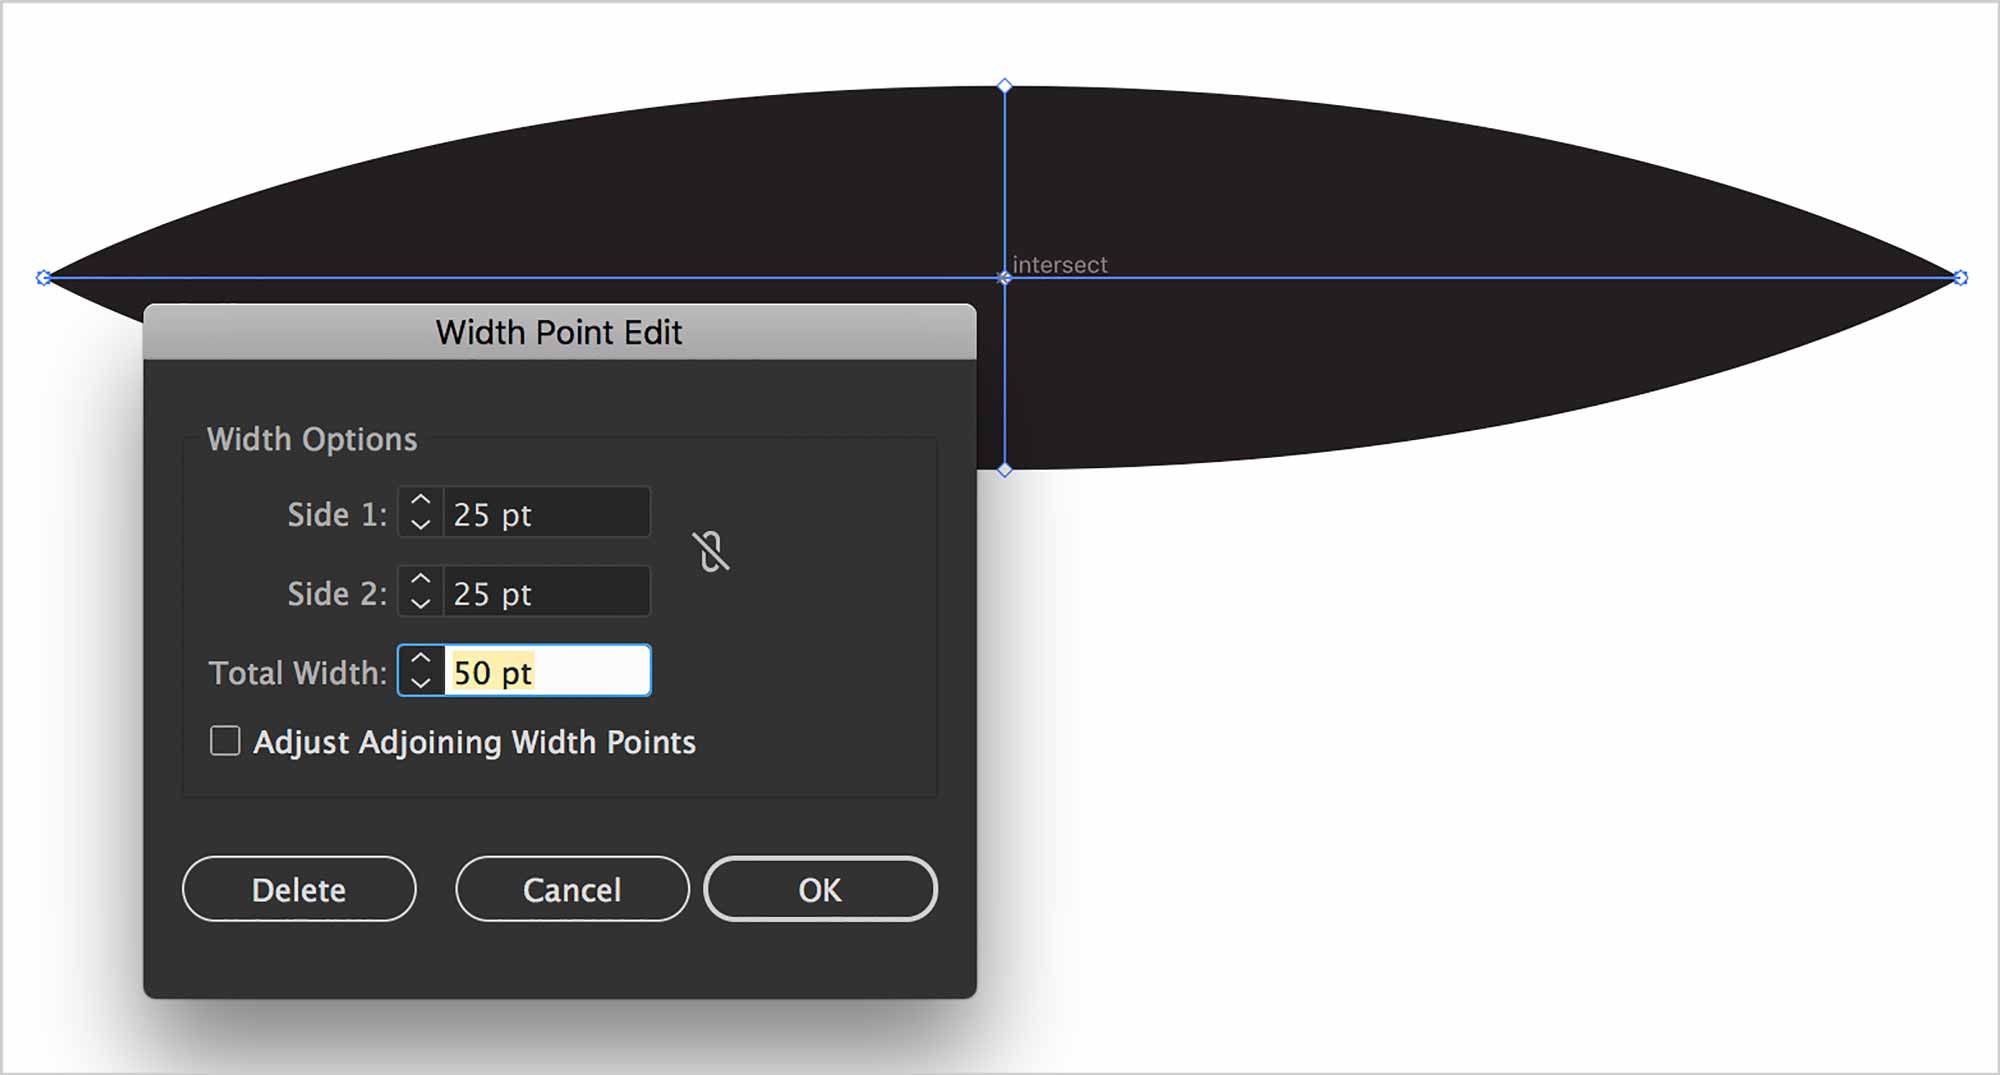 intersect
Width Point Edit
Width Options
Side 1: 25 pt
Side 2: 25 pt
Total Width: 50 pt
Adjust Adjoining Width Points
Delete Cancel OK